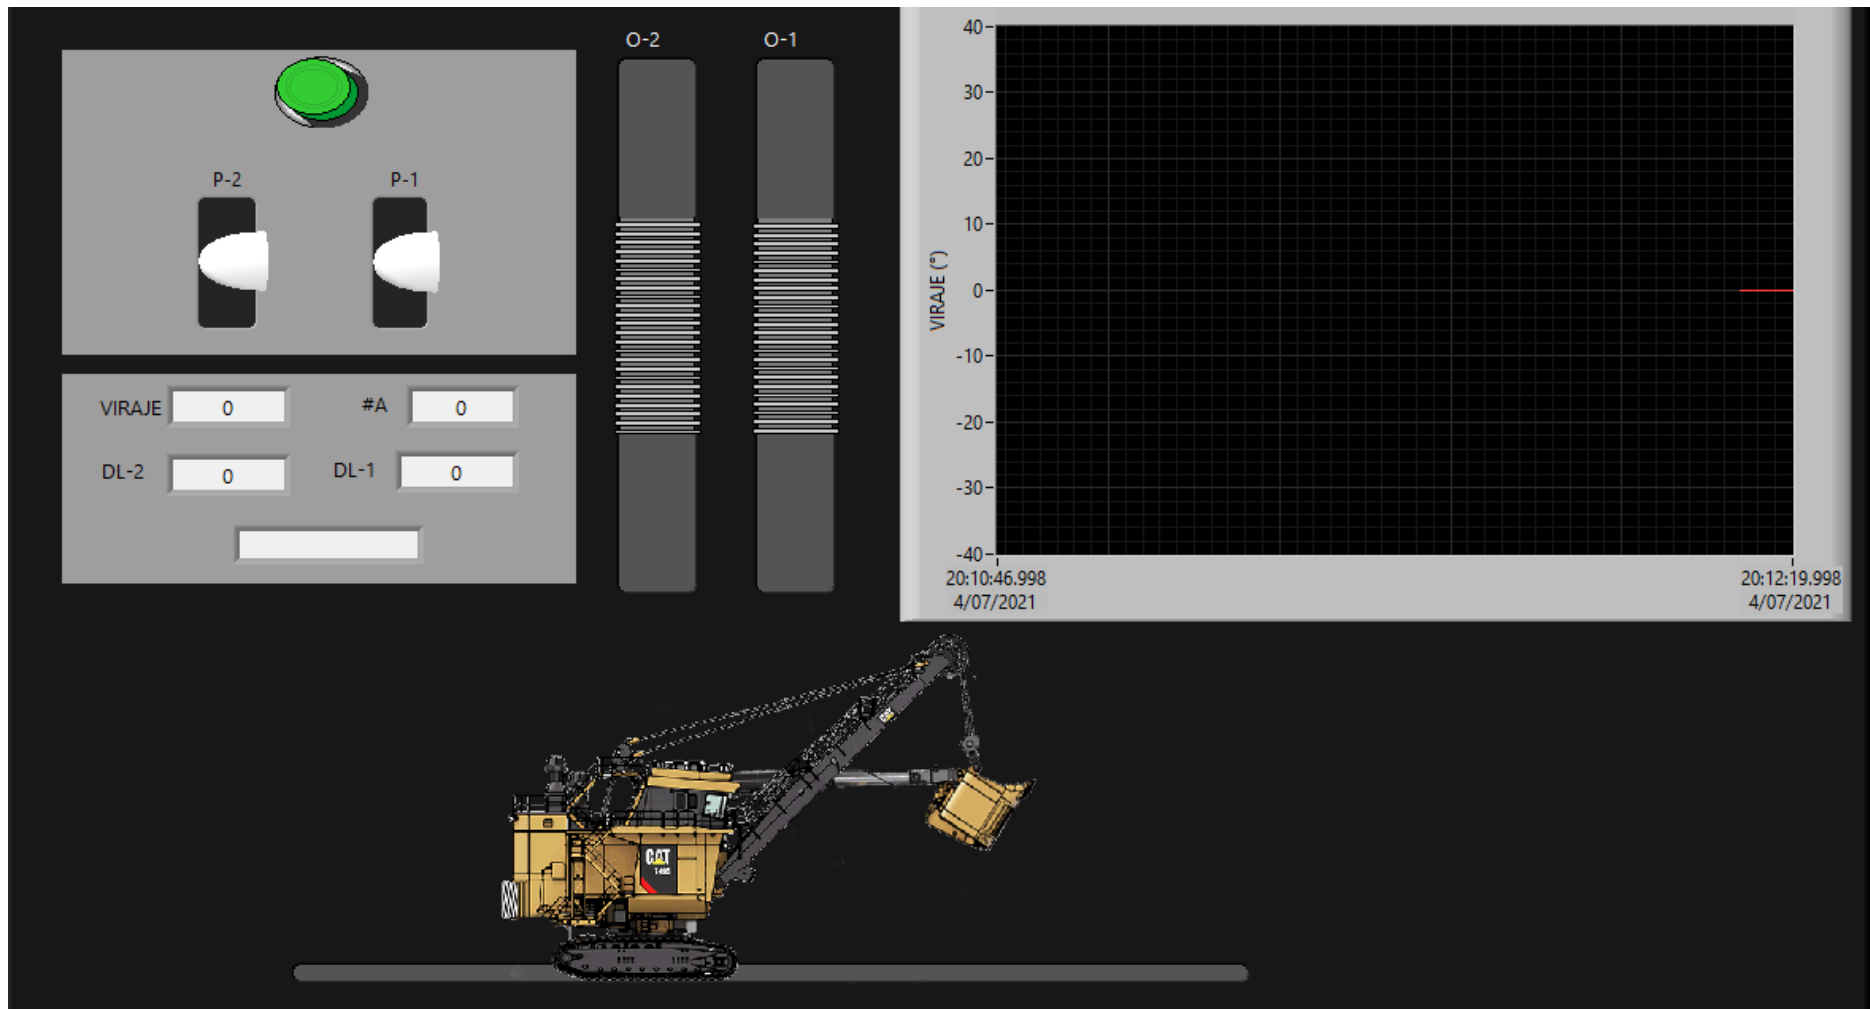 P-2
P-1
VIRAJE 0
#A 0
DL-2 0
DL-1 0
O-2
O-1
40
30
20
10
0
-10
-20
-30
-40
VIRAJE (°)
20:10:46.998
4/07/2021
20:12:19.998
4/07/2021
CAT
CAT